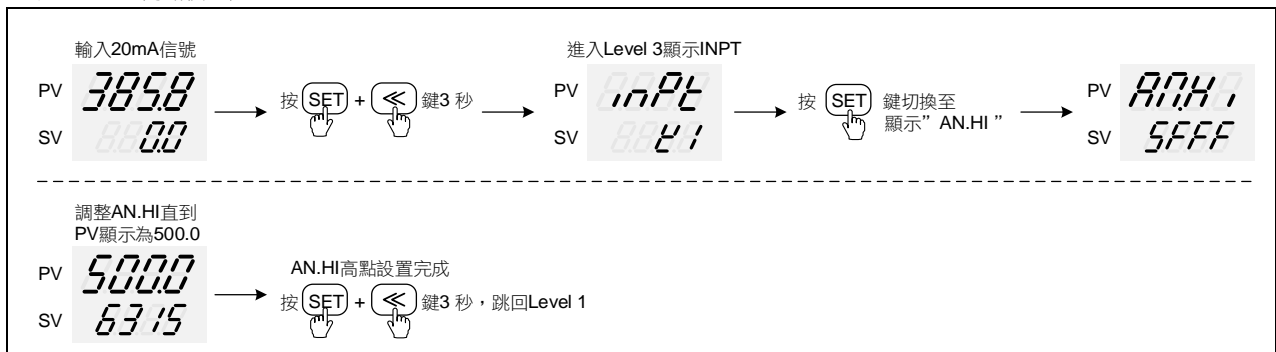 輸入20mA信號
PV 385.8
SV 0.0
按 SET + ≪ 鍵3 秒
進入Level 3顯示INPT
PV inPt
SV K1
按 SET 鍵切換至
顯示” AN.HI ”
PV AN.Hi
SV 5FFF
調整AN.HI直到
PV顯示為500.0
PV 500.0
SV 6315
AN.HI高點設置完成
按 SET + ≪ 鍵3 秒，跳回Level 1